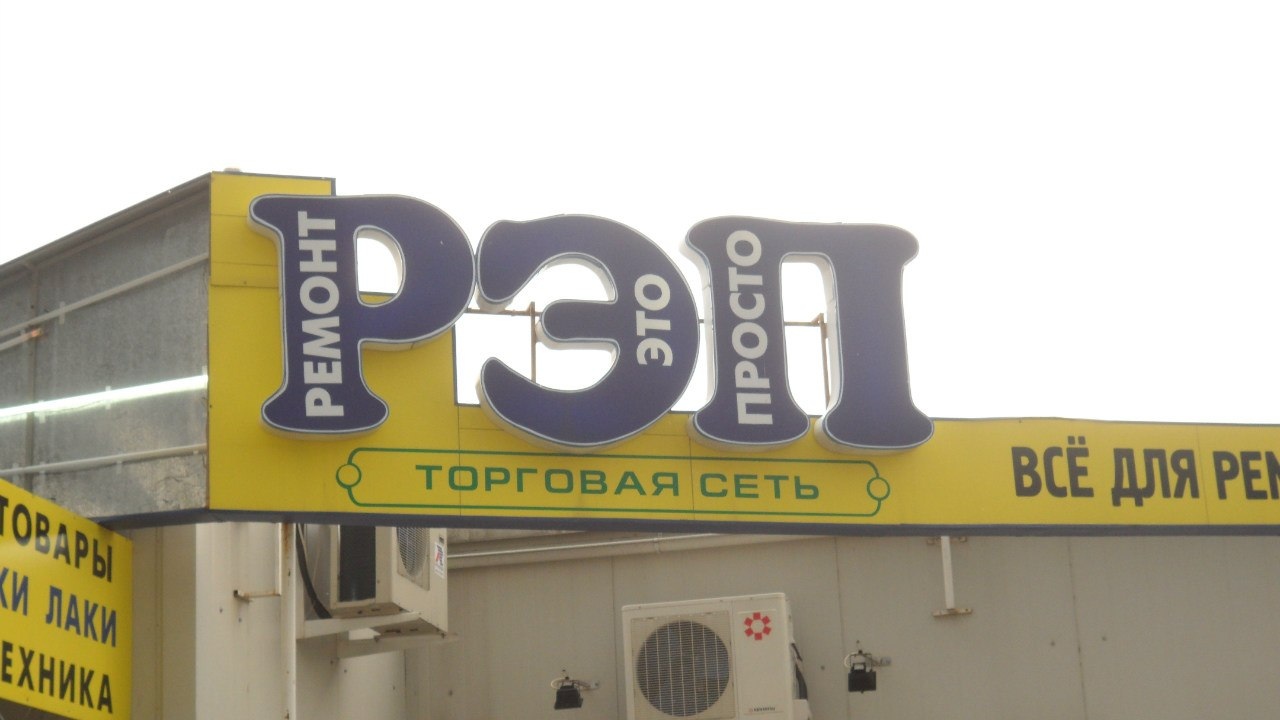 РЭП
РЕМОНТ
ЭТО
ПРОСТО
ТОРГОВАЯ СЕТЬ
ВСЁ ДЛЯ РЕМ
ТОВАРЫ
КИ ЛАКИ
ЕХНИКА